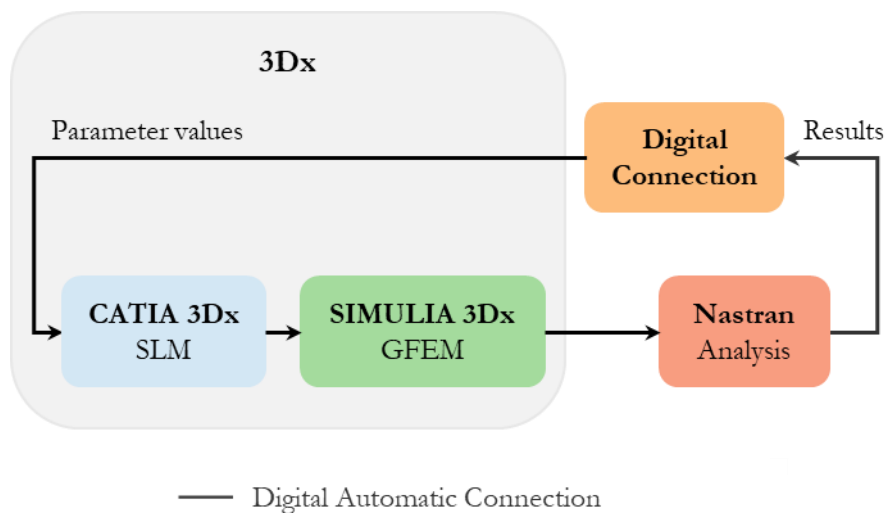 3Dx
Parameter values
Results
Digital
Connection
CATIA 3Dx
SLM
SIMULIA 3Dx
GFEM
Nastran
Analysis
Digital Automatic Connection